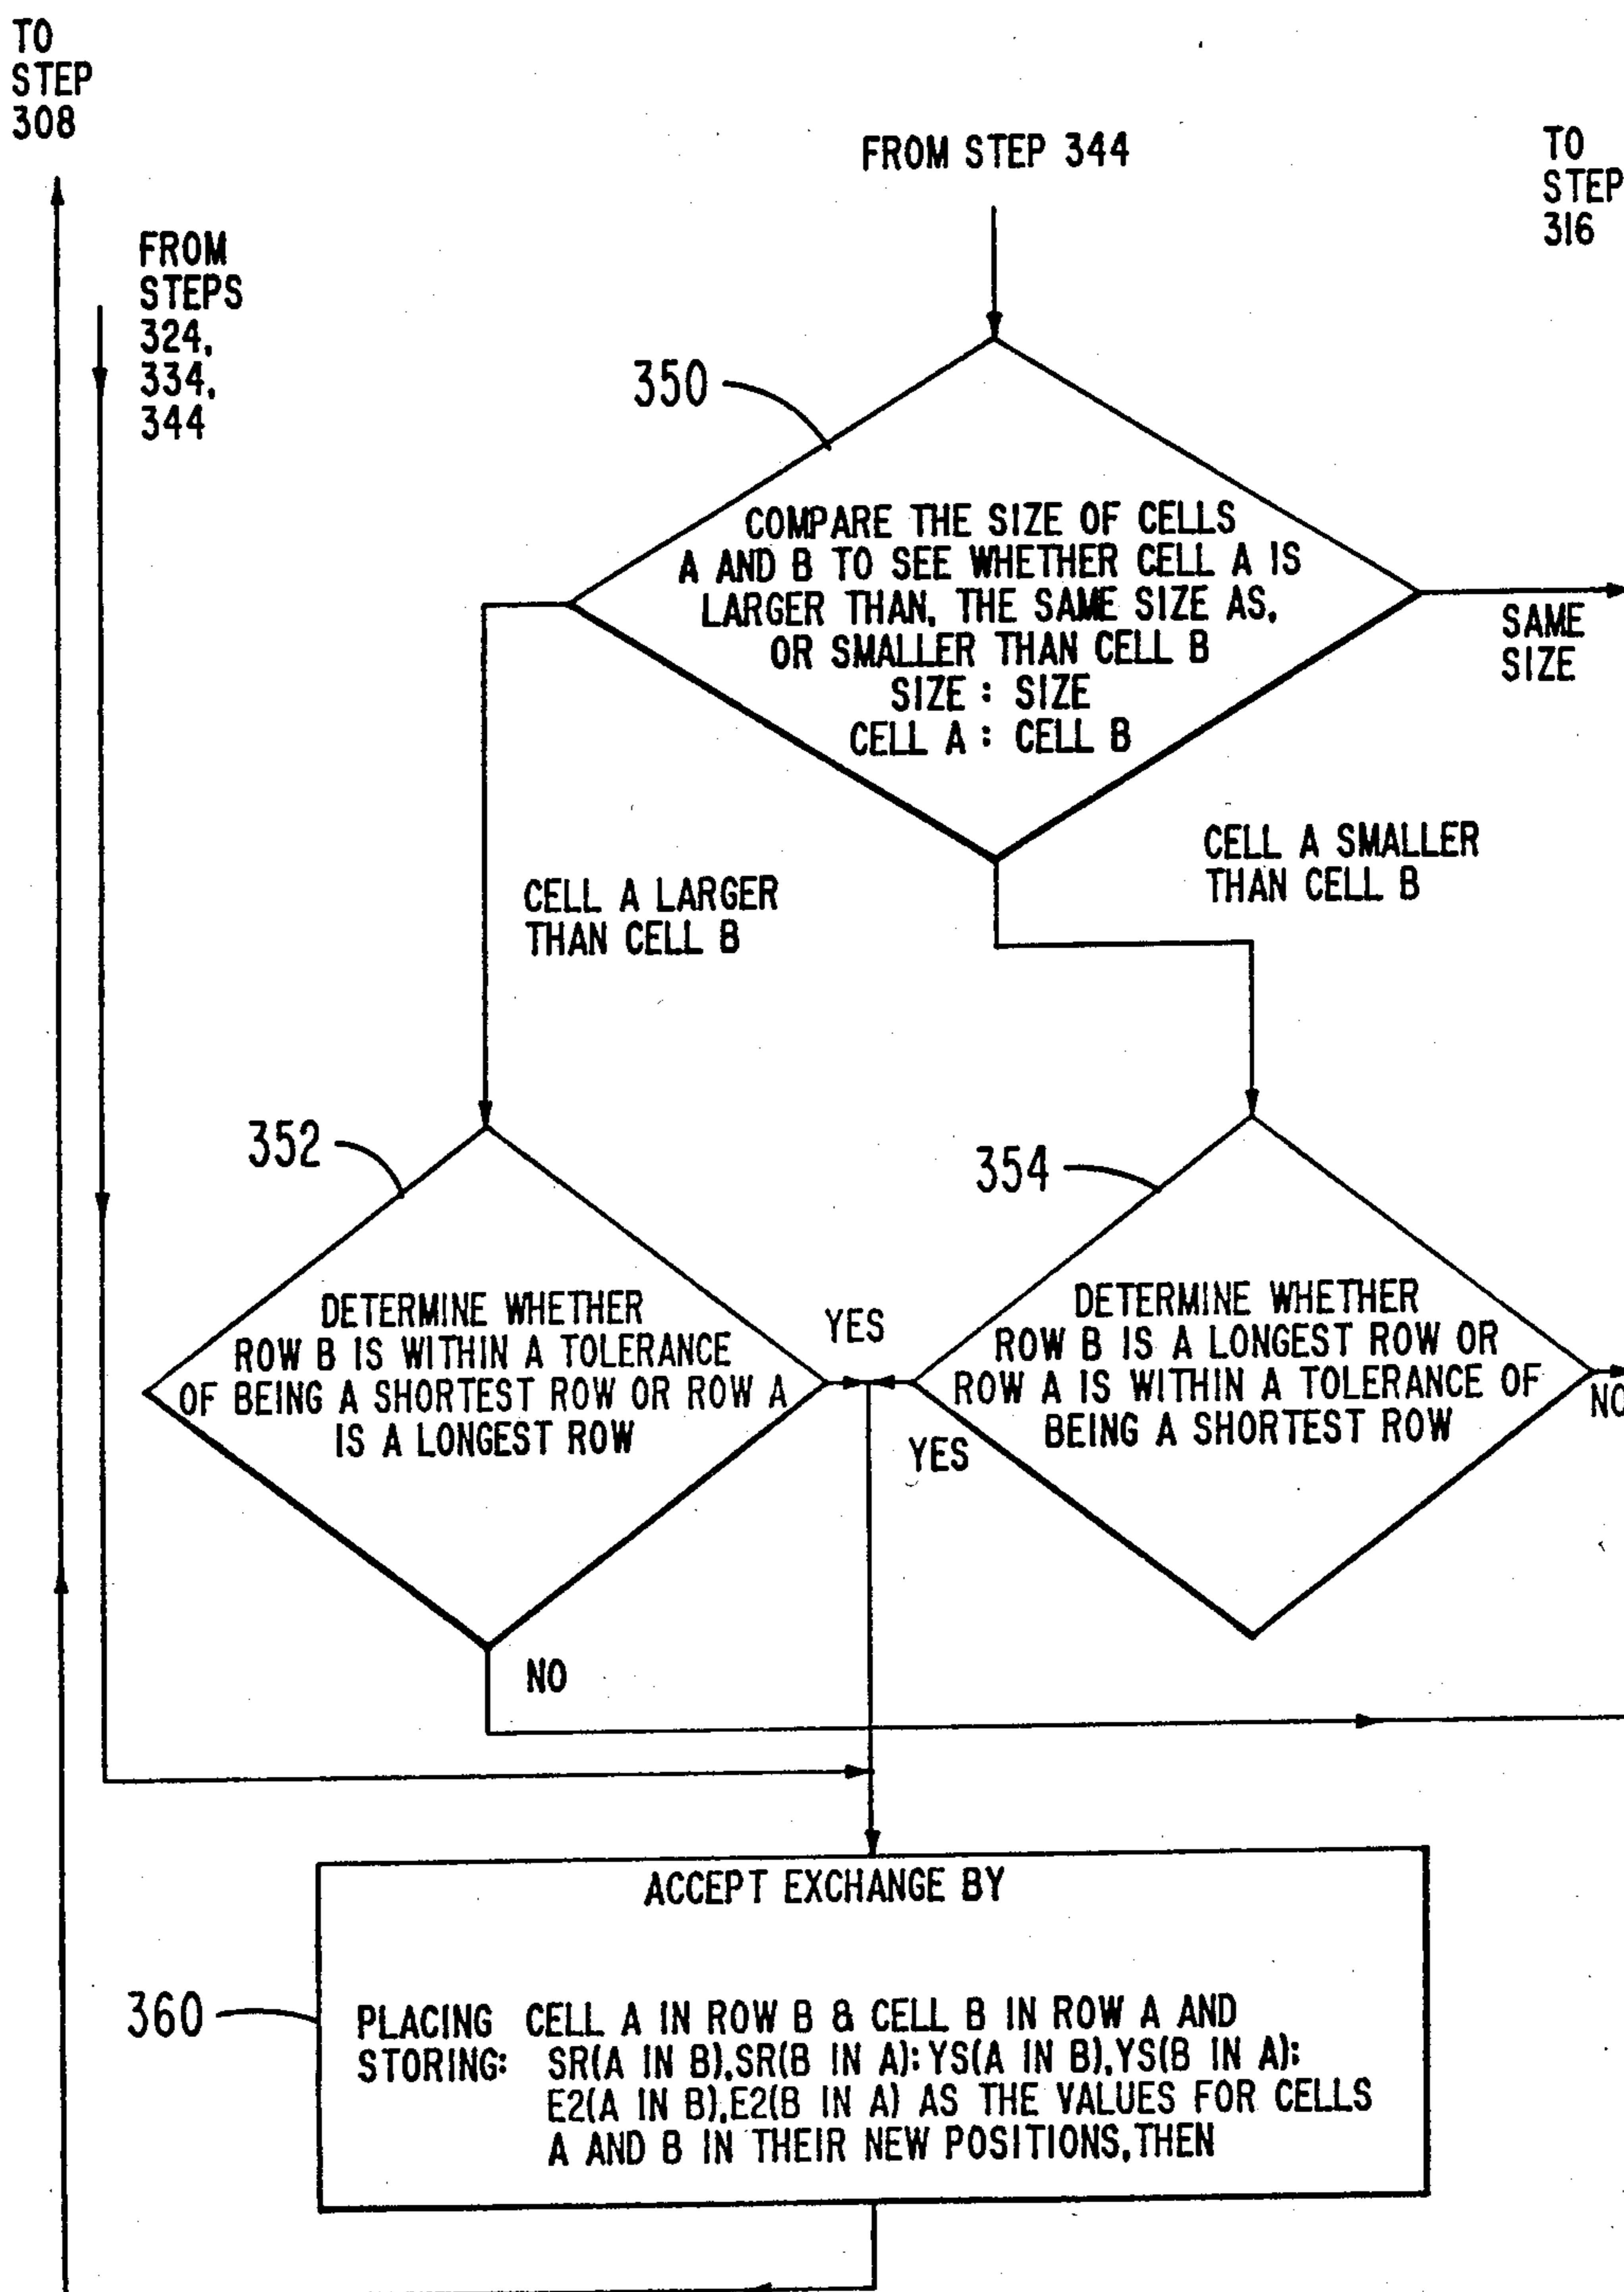 TO
STEP
308
FROM STEP 344
TO
STEP
316
FROM
STEPS
324,
334,
344
350
COMPARE THE SIZE OF CELLS
A AND B TO SEE WHETHER CELL A IS
LARGER THAN, THE SAME SIZE AS,
OR SMALLER THAN CELL B
SIZE : SIZE
CELL A : CELL B
SAME
SIZE
CELL A LARGER
THAN CELL B
CELL A SMALLER
THAN CELL B
352
354
DETERMINE WHETHER
ROW B IS WITHIN A TOLERANCE
OF BEING A SHORTEST ROW OR ROW A
IS A LONGEST ROW
YES
YES
DETERMINE WHETHER
ROW B IS A LONGEST ROW OR
ROW A IS WITHIN A TOLERANCE OF
BEING A SHORTEST ROW
NO
NO
ACCEPT EXCHANGE BY
360
PLACING CELL A IN ROW B & CELL B IN ROW A AND
STORING: SR(A IN B),SR(B IN A); YS(A IN B),YS(B IN A);
E2(A IN B),E2(B IN A) AS THE VALUES FOR CELLS
A AND B IN THEIR NEW POSITIONS,THEN